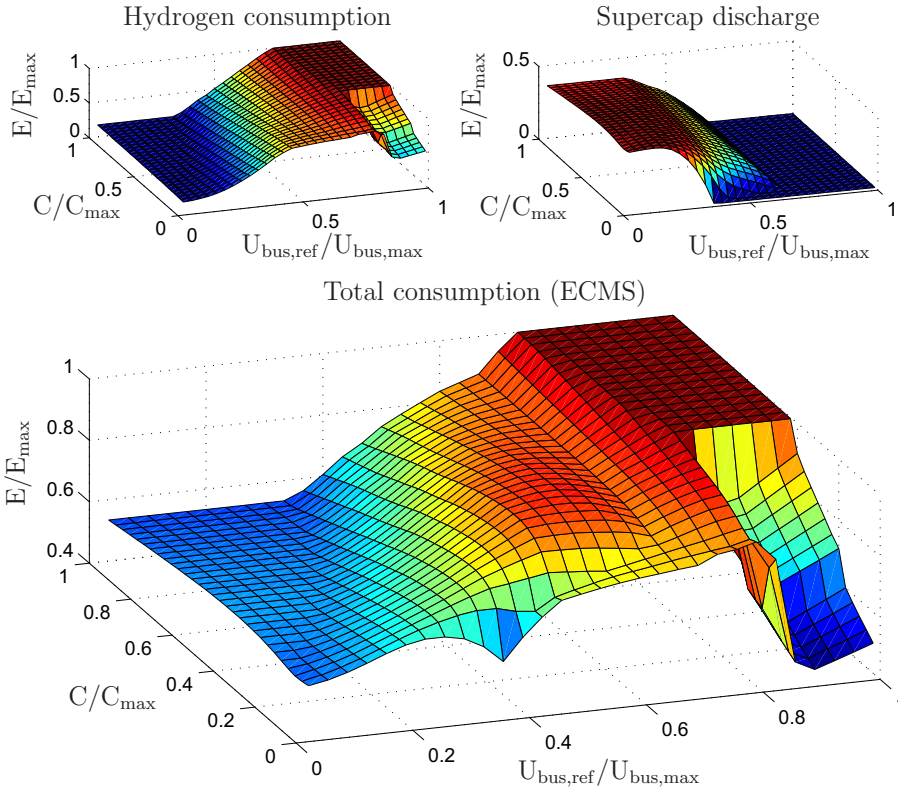 Hydrogen consumption
E/E_max
1
0.5
0
1
0.5
0
C/C_max
0
0.5
1
U_bus,ref/U_bus,max
Supercap discharge
E/E_max
0.5
0
1
0.5
0
C/C_max
0
0.5
1
U_bus,ref/U_bus,max
Total consumption (ECMS)
E/E_max
1
0.8
0.6
0.4
1
0.8
0.6
0.4
0.2
0
C/C_max
0
0.2
0.4
0.6
0.8
U_bus,ref/U_bus,max